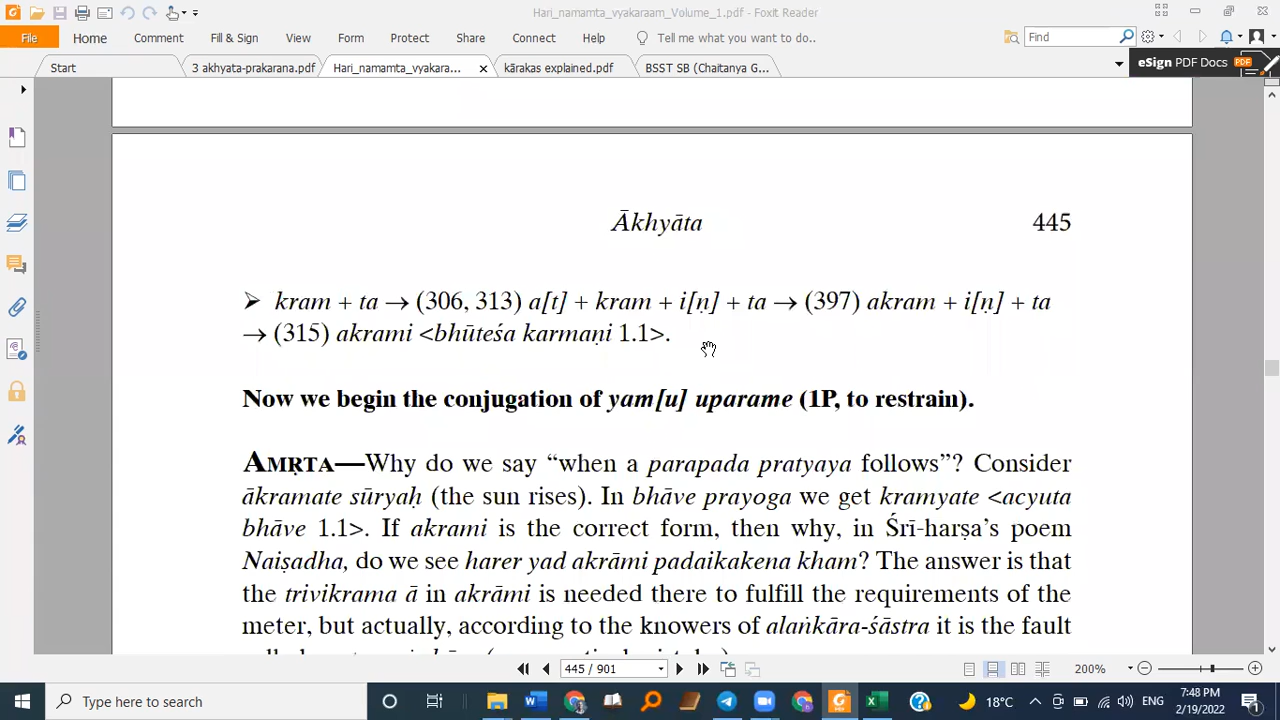 Hari_namamta_vyakaraam_Volume_1.pdf - Foxit Reader
File Home Comment Fill & Sign View Form Protect Share Connect Help Tell me what you want to do.. Find
Start 3 akhyata-prakarana.pdf Hari_namamta_vyakara... kārakas explained.pdf BSST SB (Chaitanya G... eSign PDF Docs PDF
Ākhyāta 445
➢ kram + ta → (306, 313) a[t] + kram + i[ṇ] + ta → (397) akram + i[ṇ] + ta
→ (315) akrami <bhūteśa karmaṇi 1.1>.
Now we begin the conjugation of yam[u] uparame (1P, to restrain).
AMṚTA—Why do we say “when a parapada pratyaya follows”? Consider
ākramate sūryaḥ (the sun rises). In bhāve prayoga we get kramyate <acyuta
bhāve 1.1>. If akrami is the correct form, then why, in Śrī-harṣa’s poem
Naiṣadha, do we see harer yad akrāmi padaikakena kham? The answer is that
the trivikrama ā in akrāmi is needed there to fulfill the requirements of the
meter, but actually, according to the knowers of alaṅkāra-śāstra it is the fault
445 / 901 200%
Type here to search 18°C ENG 7:48 PM
2/19/2022